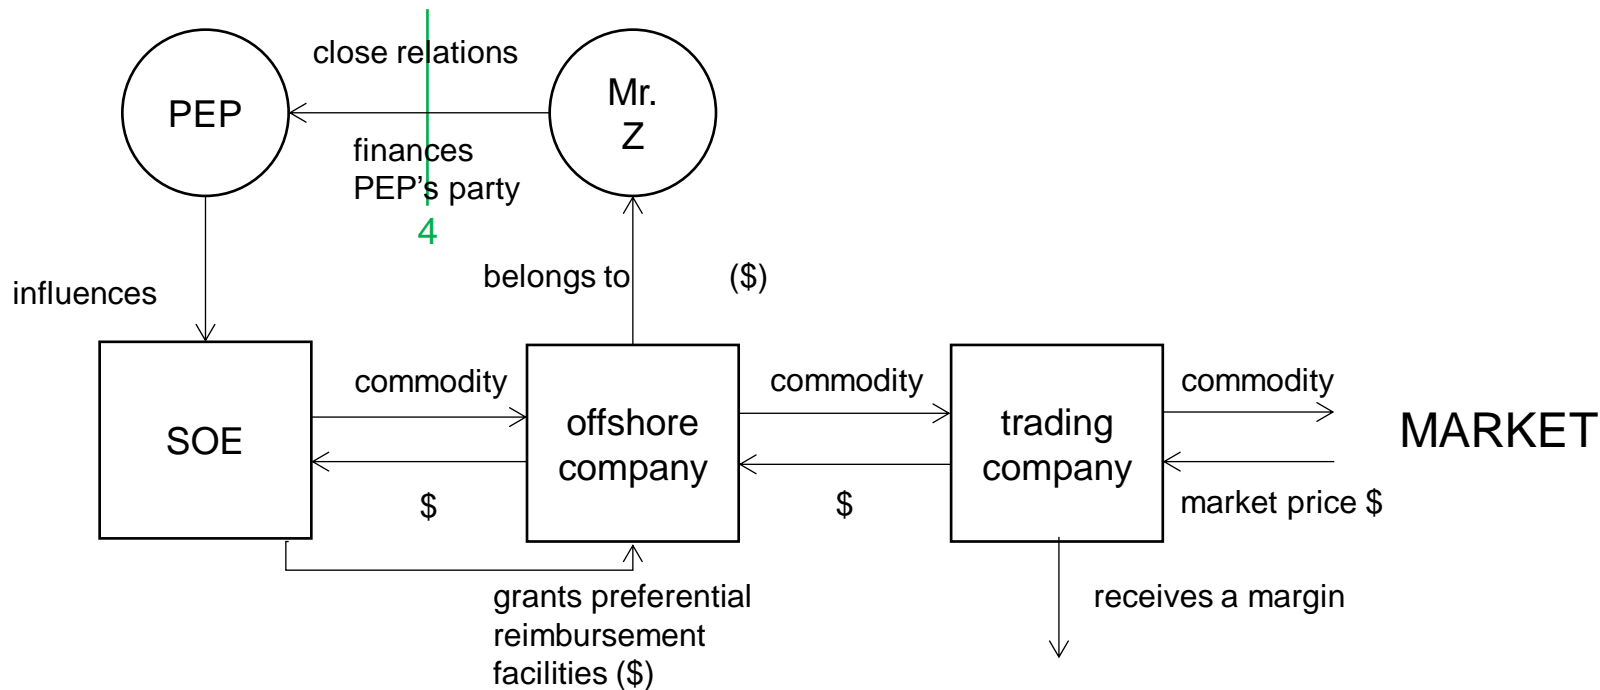 close relations
PEP
Mr.
Z
finances
PEP's party
4
belongs to
($)
influences
commodity
commodity
commodity
SOE
offshore
company
trading
company
MARKET
$
$
market price $
grants preferential
reimbursement
facilities ($)
receives a margin